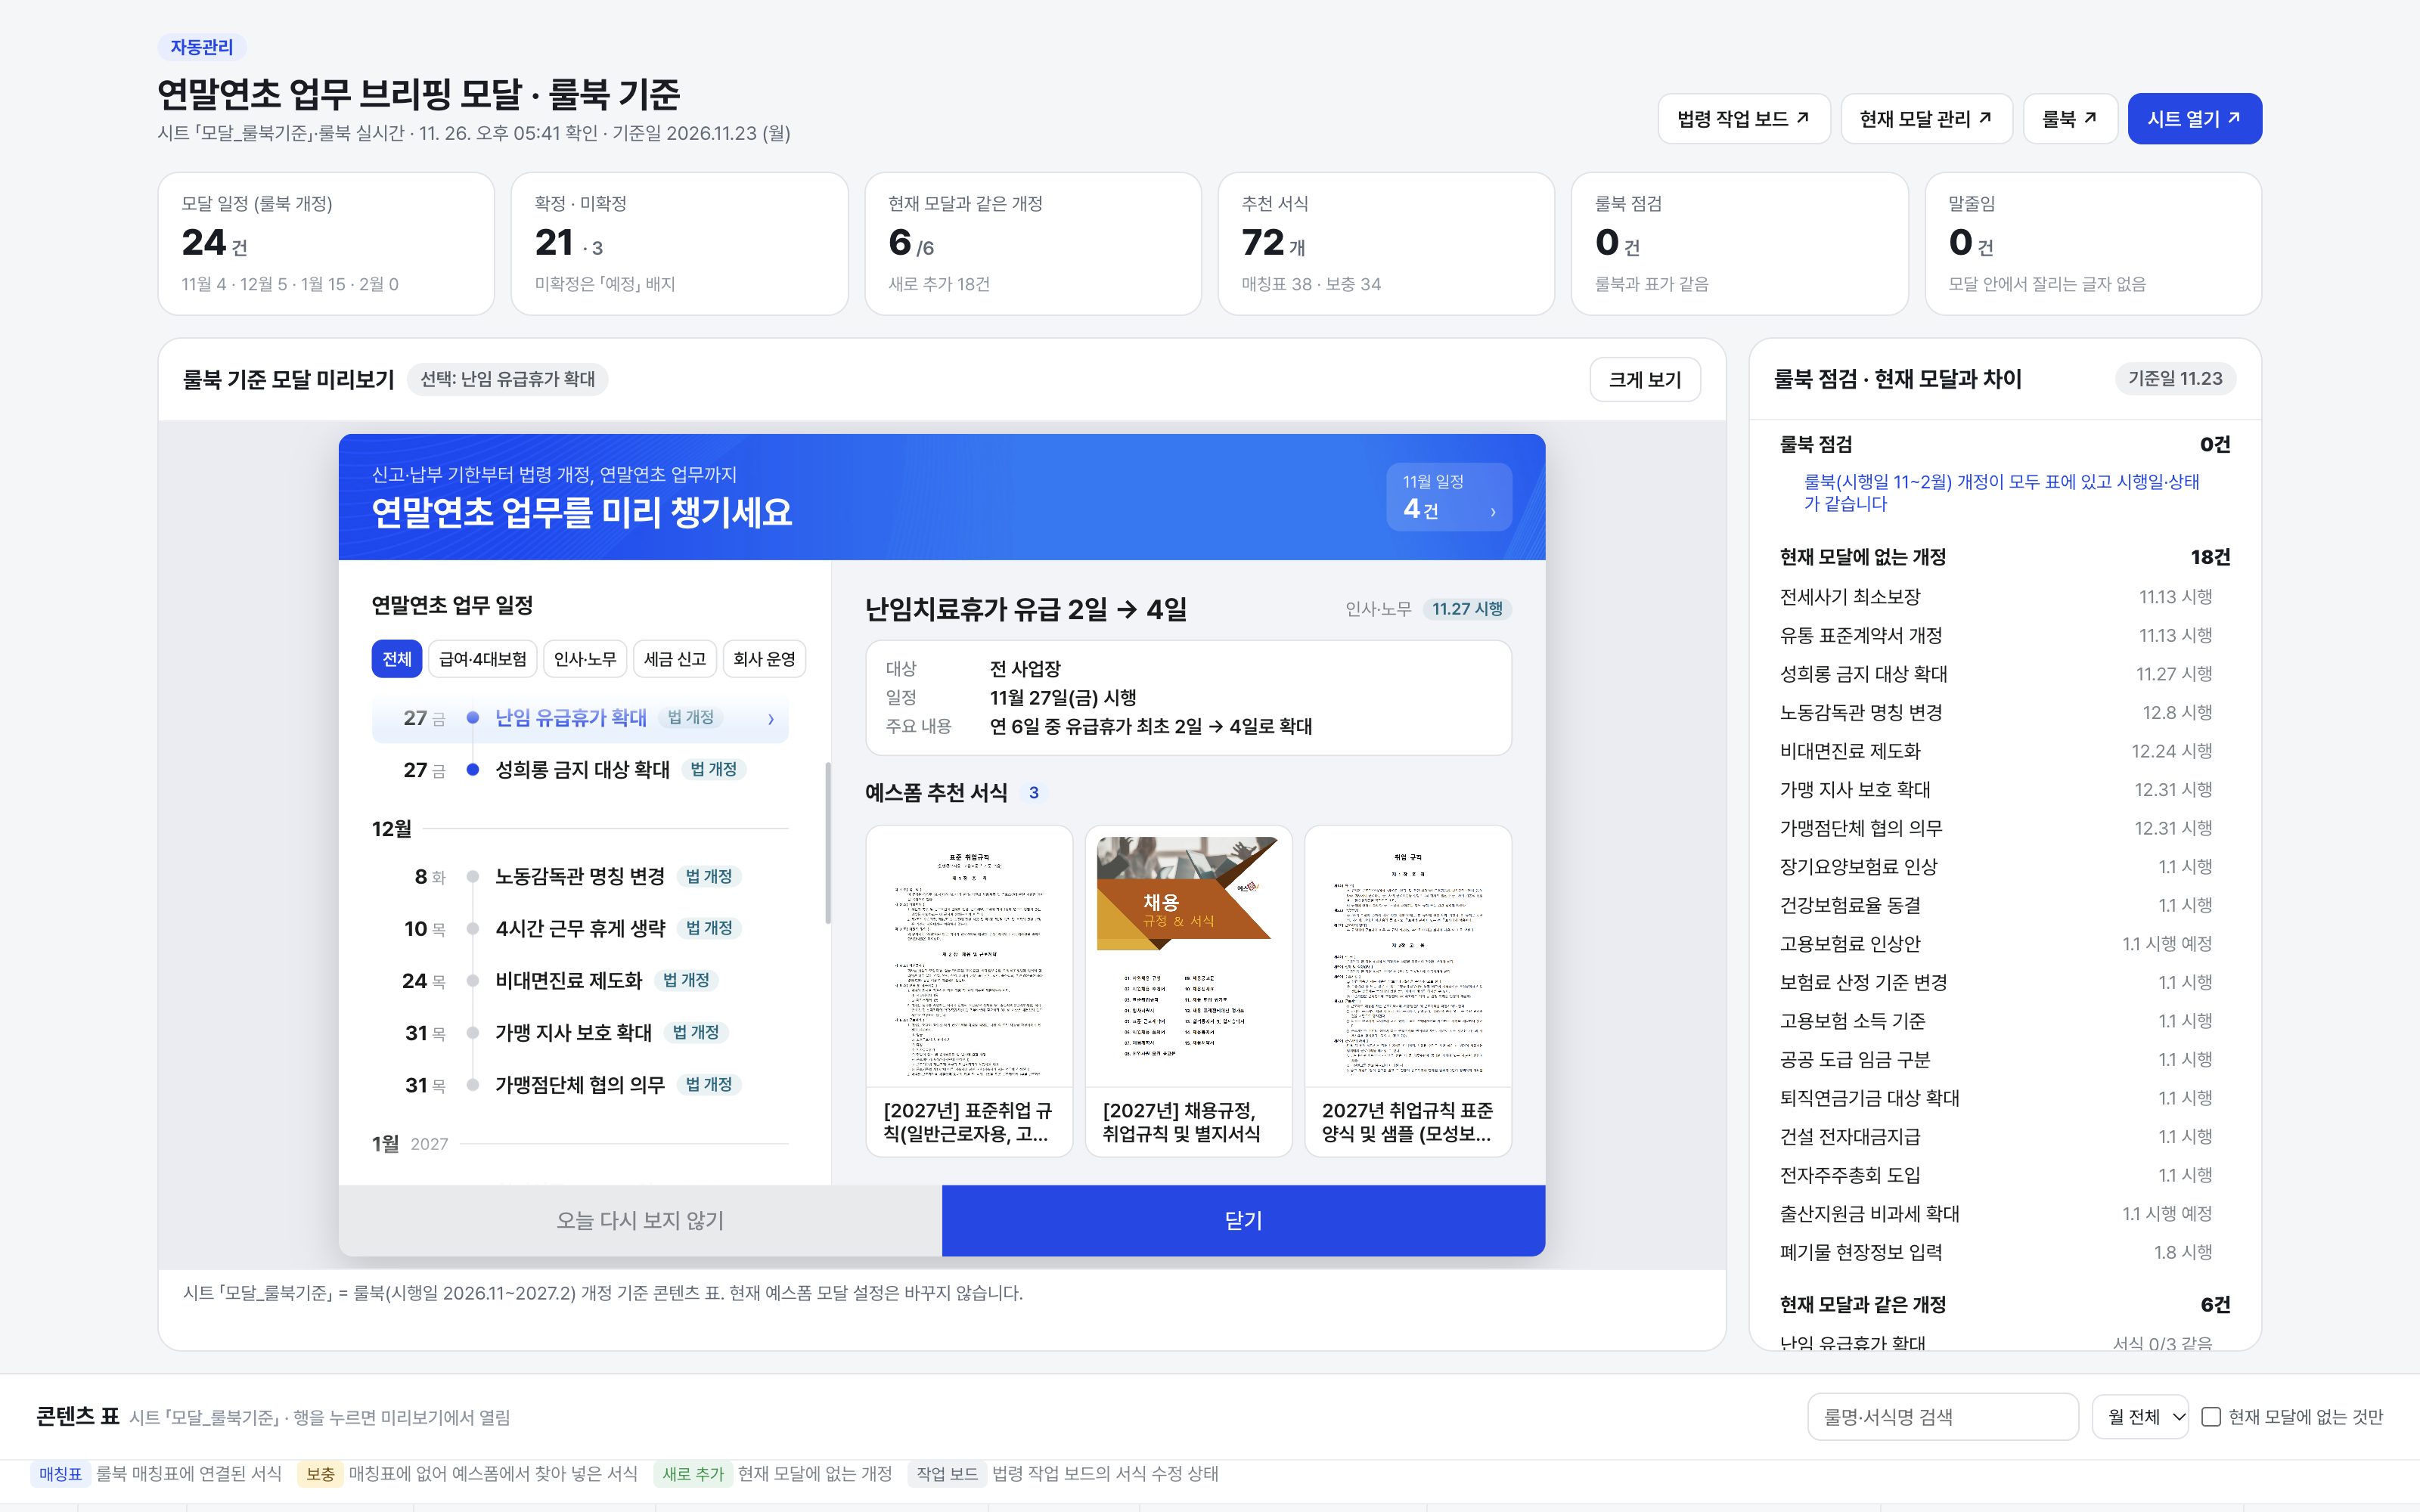 자동관리
연말연초 업무 브리핑 모달 · 룰북 기준
시트 「모달_룰북기준」·룰북 실시간 · 11. 26. 오후 05:41 확인 · 기준일 2026.11.23 (월)
법령 작업 보드 ↗
현재 모달 관리 ↗
룰북 ↗
시트 열기 ↗
모달 일정 (룰북 개정)
24 건
11월 4 · 12월 5 · 1월 15 · 2월 0
확정 · 미확정
21 · 3
미확정은 「예정」 배지
현재 모달과 같은 개정
6 /6
새로 추가 18건
추천 서식
72 개
매칭표 38 · 보충 34
룰북 점검
0 건
룰북과 표가 같음
말줄임
0 건
모달 안에서 잘리는 글자 없음
룰북 기준 모달 미리보기
선택: 난임 유급휴가 확대
크게 보기
신고·납부 기한부터 법령 개정, 연말연초 업무까지
연말연초 업무를 미리 챙기세요
11월 일정
4 건 ›
연말연초 업무 일정
전체
급여·4대보험
인사·노무
세금 신고
회사 운영
27 금 난임 유급휴가 확대 법 개정 ›
27 금 성희롱 금지 대상 확대 법 개정
12월
8 화 노동감독관 명칭 변경 법 개정
10 목 4시간 근무 휴게 생략 법 개정
24 목 비대면진료 제도화 법 개정
31 목 가맹 지사 보호 확대 법 개정
31 목 가맹점단체 협의 의무 법 개정
1월 2027
난임치료휴가 유급 2일 → 4일
인사·노무 11.27 시행
대상 전 사업장
일정 11월 27일(금) 시행
주요 내용 연 6일 중 유급휴가 최초 2일 → 4일로 확대
예스폼 추천 서식 3
표준 취업규칙
채용
규정 & 서식
취업 규칙
[2027년] 표준취업 규
칙(일반근로자용, 고...
[2027년] 채용규정,
취업규칙 및 별지서식
2027년 취업규칙 표준
양식 및 샘플 (모성보...
오늘 다시 보지 않기
닫기
시트 「모달_룰북기준」 = 룰북(시행일 2026.11~2027.2) 개정 기준 콘텐츠 표. 현재 예스폼 모달 설정은 바꾸지 않습니다.
룰북 점검 · 현재 모달과 차이
기준일 11.23
룰북 점검 0건
룰북(시행일 11~2월) 개정이 모두 표에 있고 시행일·상태
가 같습니다
현재 모달에 없는 개정 18건
전세사기 최소보장 11.13 시행
유통 표준계약서 개정 11.13 시행
성희롱 금지 대상 확대 11.27 시행
노동감독관 명칭 변경 12.8 시행
비대면진료 제도화 12.24 시행
가맹 지사 보호 확대 12.31 시행
가맹점단체 협의 의무 12.31 시행
장기요양보험료 인상 1.1 시행
건강보험료율 동결 1.1 시행
고용보험료 인상안 1.1 시행 예정
보험료 산정 기준 변경 1.1 시행
고용보험 소득 기준 1.1 시행
공공 도급 임금 구분 1.1 시행
퇴직연금기금 대상 확대 1.1 시행
건설 전자대금지급 1.1 시행
전자주주총회 도입 1.1 시행
출산지원금 비과세 확대 1.1 시행 예정
폐기물 현장정보 입력 1.8 시행
현재 모달과 같은 개정 6건
난임 유급휴가 확대 서식 0/3 같음
콘텐츠 표 시트 「모달_룰북기준」 · 행을 누르면 미리보기에서 열림
룰명·서식명 검색
월 전체
현재 모달에 없는 것만
매칭표 룰북 매칭표에 연결된 서식
보충 매칭표에 없어 예스폼에서 찾아 넣은 서식
새로 추가 현재 모달에 없는 개정
작업 보드 법령 작업 보드의 서식 수정 상태